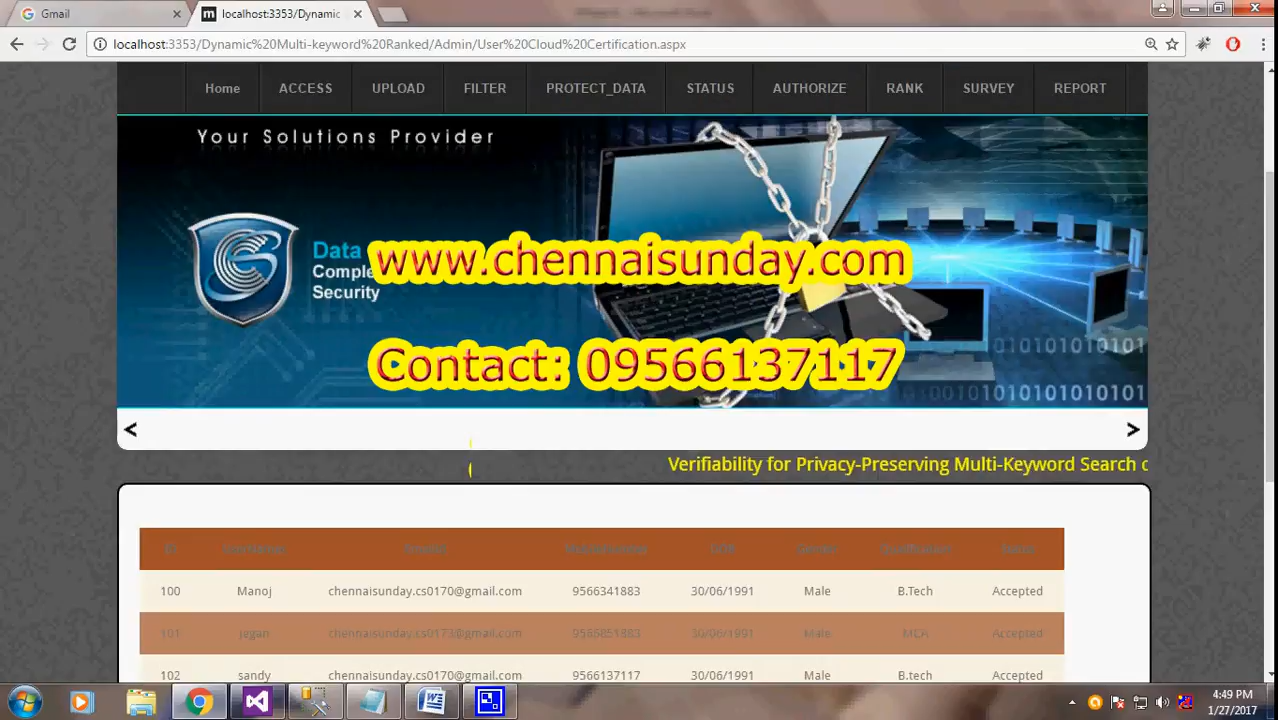 Gmail
localhost:3353/Dynamic
localhost:3353/Dynamic%20Multi-keyword%20Ranked/Admin/User%20Cloud%20Certification.aspx
Home ACCESS UPLOAD FILTER PROTECT_DATA STATUS AUTHORIZE RANK SURVEY REPORT
Your Solutions Provider
Data
www.chennaisunday.com
Security
Contact: 09566137117
Verifiability for Privacy-Preserving Multi-Keyword Search
100 Manoj chennaisunday.cs0170@gmail.com 9566341883 30/06/1991 Male B.Tech Accepted
101 jegan chennaisunday.cs0173@gmail.com 9566851883 30/06/1991 Male Accepted
102 sandy chennaisunday.cs0170@gmail.com 9566137117 30/06/1991 Male B.tech Accepted
4:49 PM
1/27/2017